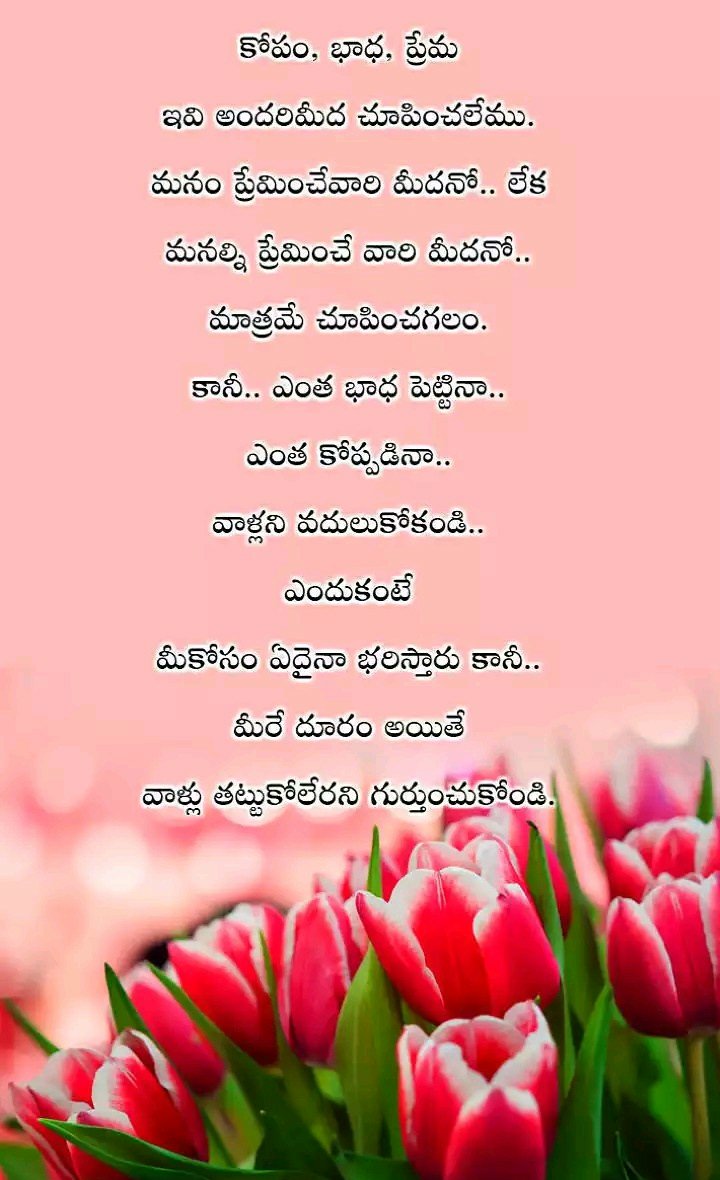 కోపం, భాధ, ప్రేమ
ఇవి అందరిమీద చూపించలేము.
మనం ప్రేమించేవారి మీదనో.. లేక
మనల్ని ప్రేమించే వారి మీదనో..
మాత్రమే చూపించగలం.
కానీ.. ఎంత భాధ పెట్టినా..
ఎంత కోప్పడినా..
వాళ్లని వదులుకోకండి..
ఎందుకంటే
మీకోసం ఏదైనా భరిస్తారు కానీ..
మీరే దూరం అయితే
వాళ్లు తట్టుకోలేరని గుర్తుంచుకోండి.